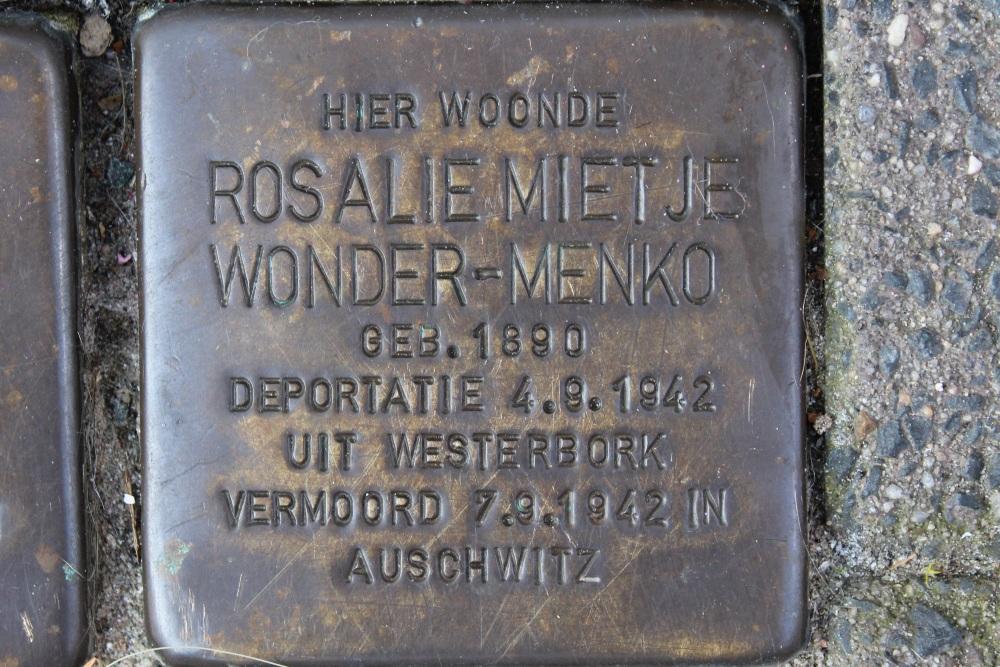 HIER WOONDE
ROSALIE MIETJE
WONDER-MENKO
GEB. 1890
DEPORTATIE 4.9.1942
UIT WESTERBORK
VERMOORD 7.9.1942 IN
AUSCHWITZ